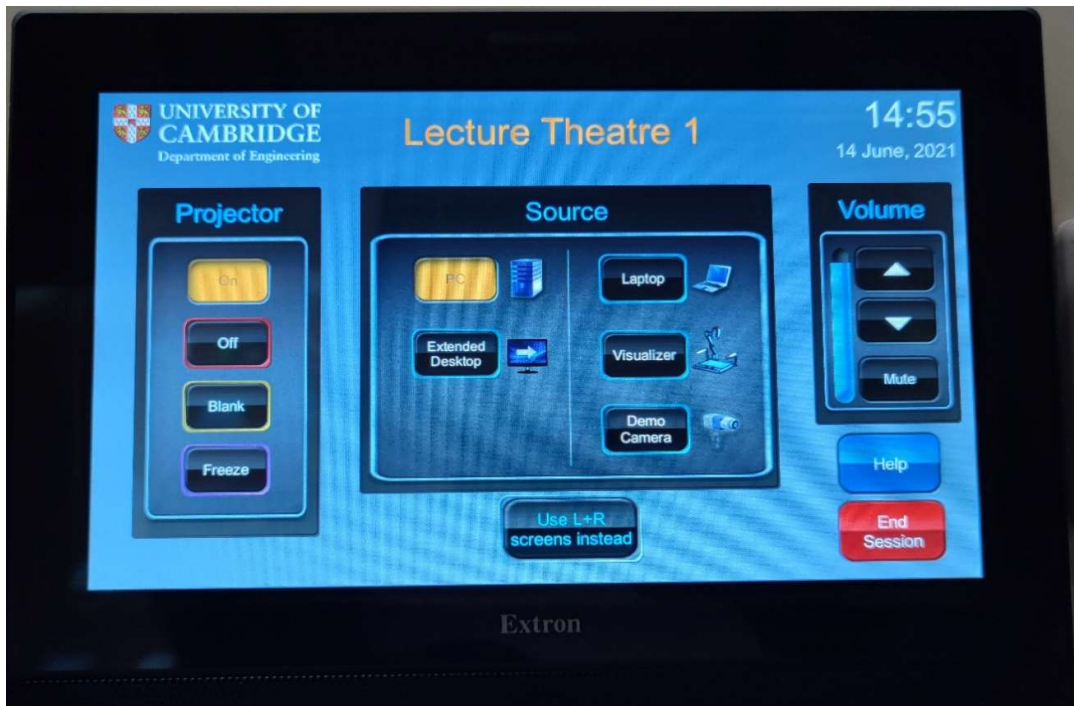 UNIVERSITY OF
CAMBRIDGE
Department of Engineering
Lecture Theatre 1
14:55
14 June, 2021
Projector
On
Off
Blank
Freeze
Source
PC
Extended
Desktop
Laptop
Visualizer
Demo
Camera
Use L+R
screens instead
Volume
Mute
Help
End
Session
Extron